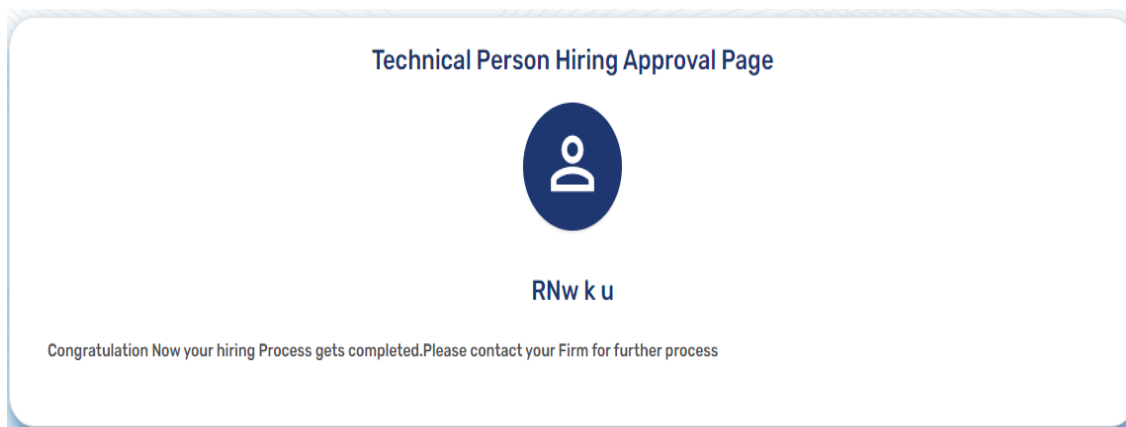 Technical Person Hiring Approval Page
RNw k u
Congratulation Now your hiring Process gets completed.Please contact your Firm for further process